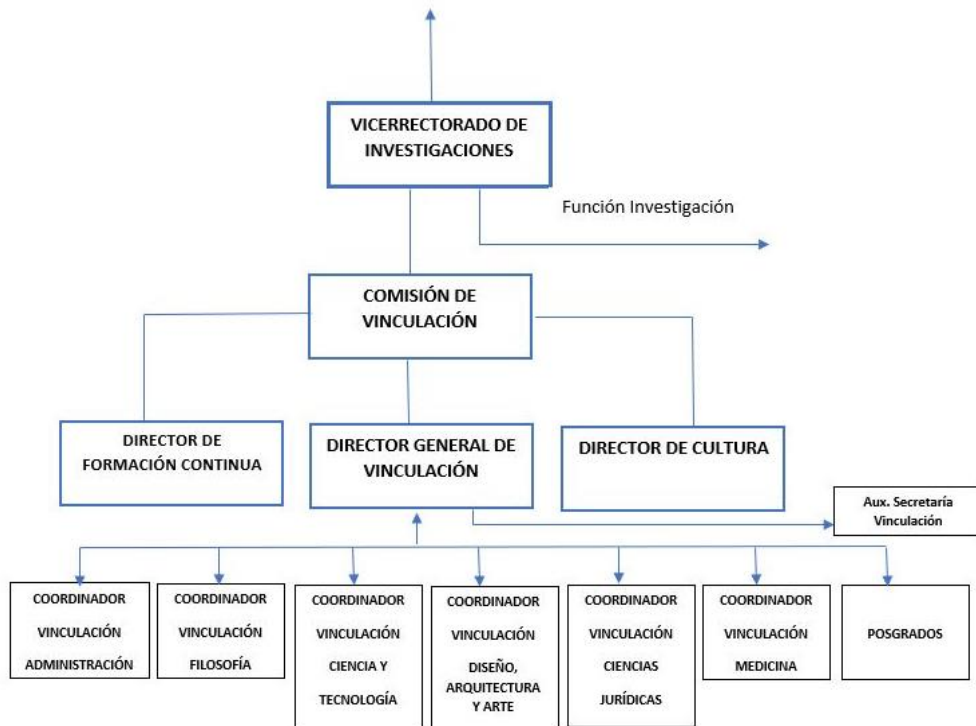 VICERRECTORADO DE
INVESTIGACIONES
Función Investigación
COMISIÓN DE
VINCULACIÓN
DIRECTOR DE
FORMACIÓN CONTINUA
DIRECTOR GENERAL DE
VINCULACIÓN
DIRECTOR DE CULTURA
Aux. Secretaría
Vinculación
COORDINADOR
VINCULACIÓN
ADMINISTRACIÓN
COORDINADOR
VINCULACIÓN
FILOSOFÍA
COORDINADOR
VINCULACIÓN
CIENCIA Y
TECNOLOGÍA
COORDINADOR
VINCULACIÓN
DISEÑO,
ARQUITECTURA
Y ARTE
COORDINADOR
VINCULACIÓN
CIENCIAS
JURÍDICAS
COORDINADOR
VINCULACIÓN
MEDICINA
POSGRADOS